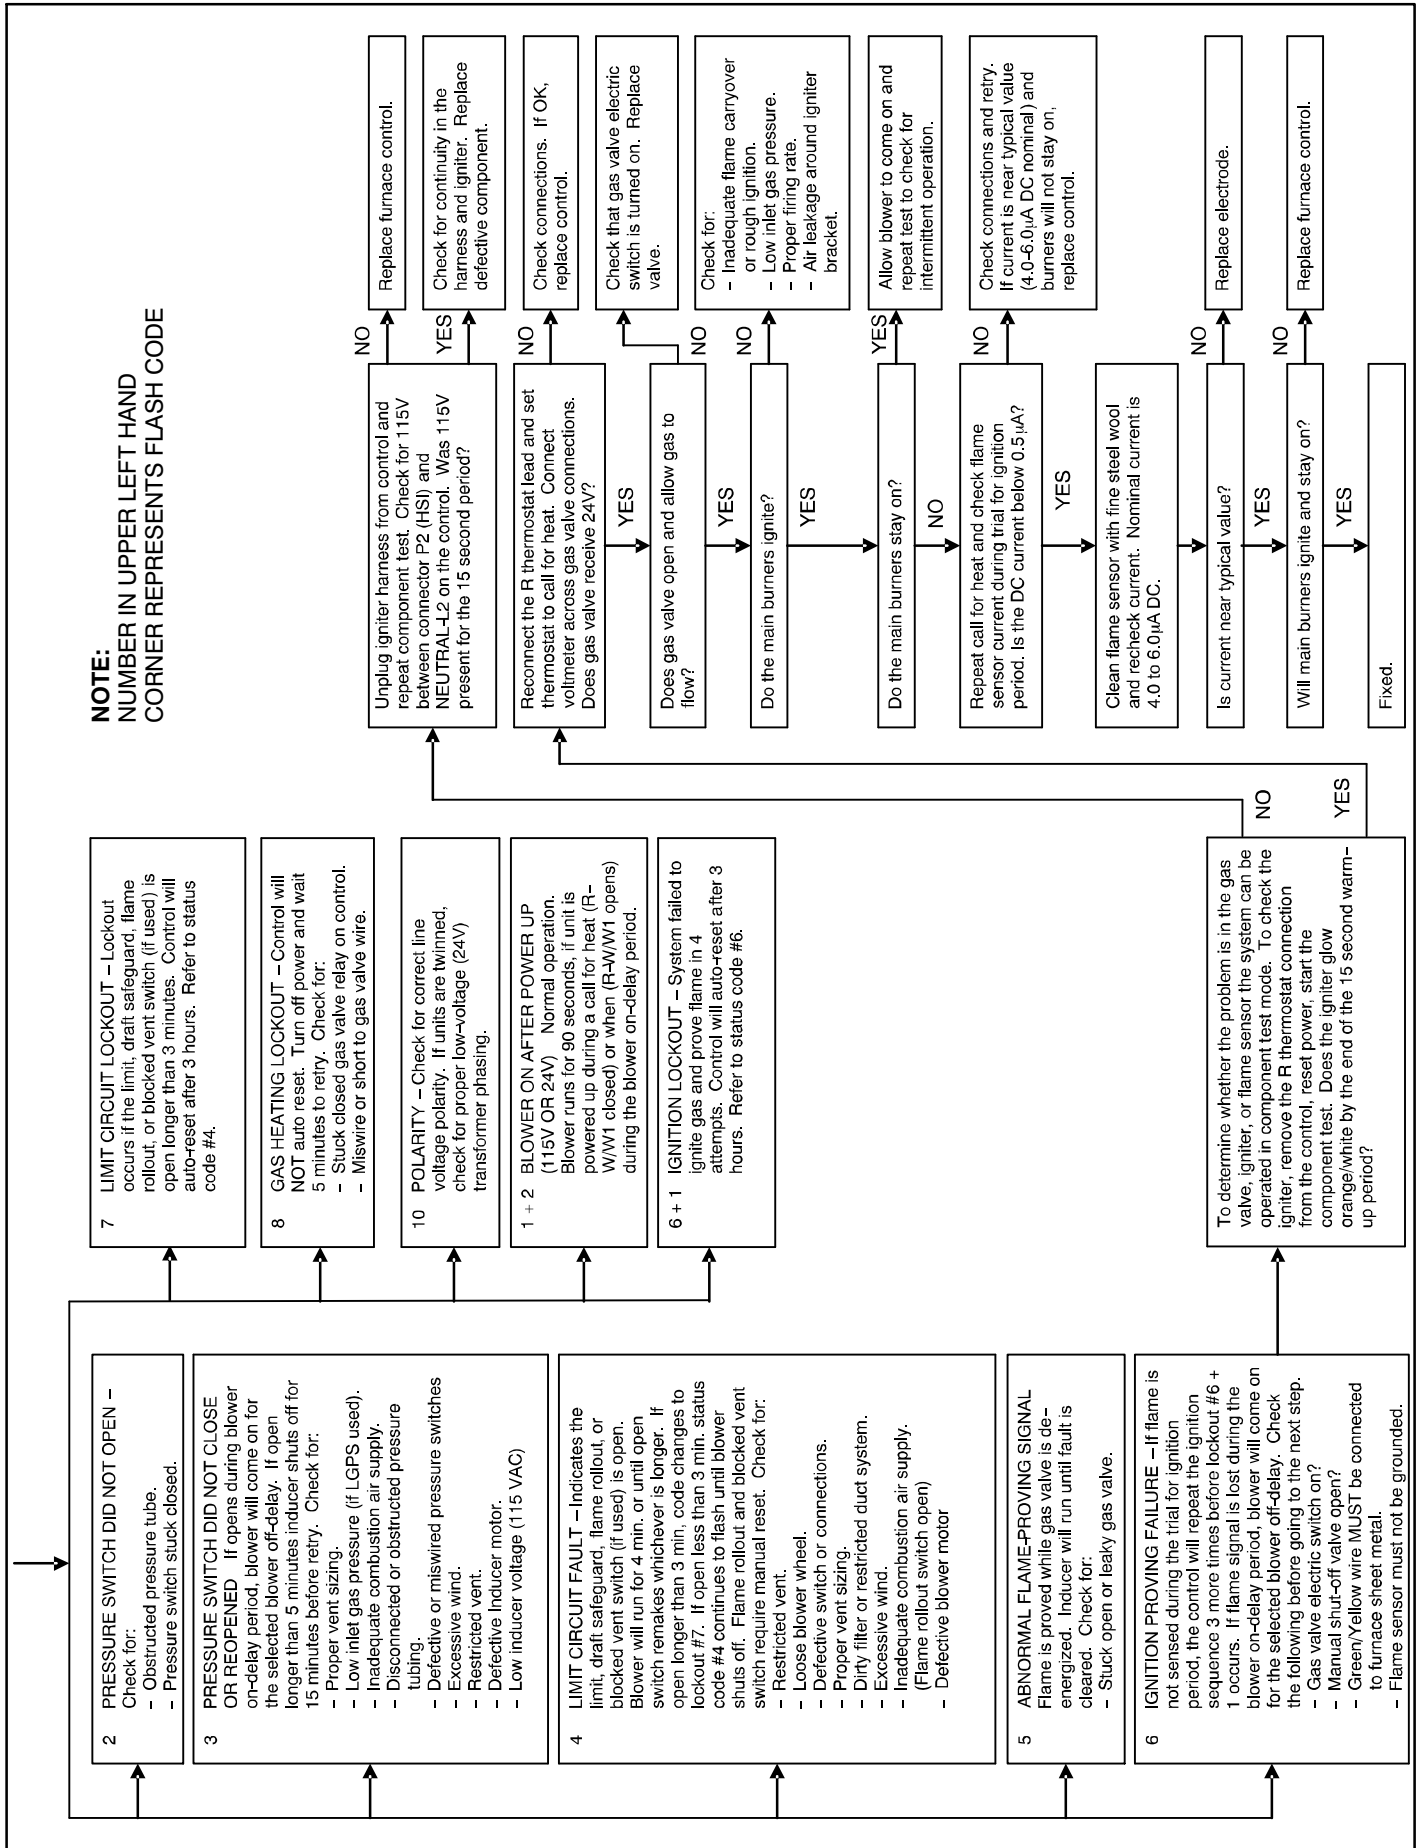 NOTE:
NUMBER IN UPPER LEFT HAND
CORNER REPRESENTS FLASH CODE
2 PRESSURE SWITCH DID NOT OPEN –
Check for:
– Obstructed pressure tube.
– Pressure switch stuck closed.
3 PRESSURE SWITCH DID NOT CLOSE
OR REOPENED If opens during blower
on-delay period, blower will come on for
the selected blower off-delay. If open
longer than 5 minutes inducer shuts off for
15 minutes before retry. Check for:
– Proper vent sizing.
– Low inlet gas pressure (if LGPS used).
– Inadequate combustion air supply.
– Disconnected or obstructed pressure
tubing.
– Defective or miswired pressure switches
– Excessive wind.
– Restricted vent.
– Defective Inducer motor.
– Low inducer voltage (115 VAC)
4 LIMIT CIRCUIT FAULT – Indicates the
limit, draft safeguard, flame rollout, or
blocked vent switch (if used) is open.
Blower will run for 4 min. or until open
switch remakes whichever is longer. If
open longer than 3 min, code changes to
lockout #7. If open less than 3 min. status
code #4 continues to flash until blower
shuts off. Flame rollout and blocked vent
switch require manual reset. Check for:
– Restricted vent.
– Loose blower wheel.
– Defective switch or connections.
– Proper vent sizing.
– Dirty filter or restricted duct system.
– Excessive wind.
– Inadequate combustion air supply.
(Flame rollout switch open)
– Defective blower motor
5 ABNORMAL FLAME-PROVING SIGNAL
Flame is proved while gas valve is de–
energized. Inducer will run until fault is
cleared. Check for:
– Stuck open or leaky gas valve.
6 IGNITION PROVING FAILURE – If flame is
not sensed during the trial for ignition
period, the control will repeat the ignition
sequence 3 more times before lockout #6 +
1 occurs. If flame signal is lost during the
blower on-delay period, blower will come on
for the selected blower off-delay. Check
the following before going to the next step.
– Gas valve electric switch on?
– Manual shut-off valve open?
– Green/Yellow wire MUST be connected
to furnace sheet metal.
– Flame sensor must not be grounded.
7 LIMIT CIRCUIT LOCKOUT – Lockout
occurs if the limit, draft safeguard, flame
rollout, or blocked vent switch (if used) is
open longer than 3 minutes. Control will
auto-reset after 3 hours. Refer to status
code #4.
8 GAS HEATING LOCKOUT – Control will
NOT auto reset. Turn off power and wait
5 minutes to retry. Check for:
– Stuck closed gas valve relay on control.
– Miswire or short to gas valve wire.
10 POLARITY – Check for correct line
voltage polarity. If units are twinned,
check for proper low-voltage (24V)
transformer phasing.
1 + 2 BLOWER ON AFTER POWER UP
(115V OR 24V) Normal operation.
Blower runs for 90 seconds, if unit is
powered up during a call for heat (R–
W/W1 closed) or when (R-W/W1 opens)
during the blower on-delay period.
6 + 1 IGNITION LOCKOUT – System failed to
ignite gas and prove flame in 4
attempts. Control will auto-reset after 3
hours. Refer to status code #6.
To determine whether the problem is in the gas
valve, igniter, or flame sensor the system can be
operated in component test mode. To check the
igniter, remove the R thermostat connection
from the control, reset power, start the
component test. Does the igniter glow
orange/white by the end of the 15 second warm–
up period?
NO
YES
Unplug igniter harness from control and
repeat component test. Check for 115V
between connector P2 (HSI) and
NEUTRAL-L2 on the control. Was 115V
present for the 15 second period?
NO
Replace furnace control.
YES
Check for continuity in the
harness and igniter. Replace
defective component.
Reconnect the R thermostat lead and set
thermostat to call for heat. Connect
voltmeter across gas valve connections.
Does gas valve receive 24V?
NO
Check connections. If OK,
replace control.
YES
Does gas valve open and allow gas to
flow?
NO
Check that gas valve electric
switch is turned on. Replace
valve.
YES
Do the main burners ignite?
NO
Check for:
– Inadequate flame carryover
or rough ignition.
– Low inlet gas pressure.
– Proper firing rate.
– Air leakage around igniter
bracket.
YES
Do the main burners stay on?
YES
Allow blower to come on and
repeat test to check for
intermittent operation.
NO
Repeat call for heat and check flame
sensor current during trial for ignition
period. Is the DC current below 0.5 µA?
NO
Check connections and retry.
If current is near typical value
(4.0–6.0µA DC nominal) and
burners will not stay on,
replace control.
YES
Clean flame sensor with fine steel wool
and recheck current. Nominal current is
4.0 to 6.0µA DC.
Is current near typical value?
NO
Replace electrode.
YES
Will main burners ignite and stay on?
NO
Replace furnace control.
YES
Fixed.